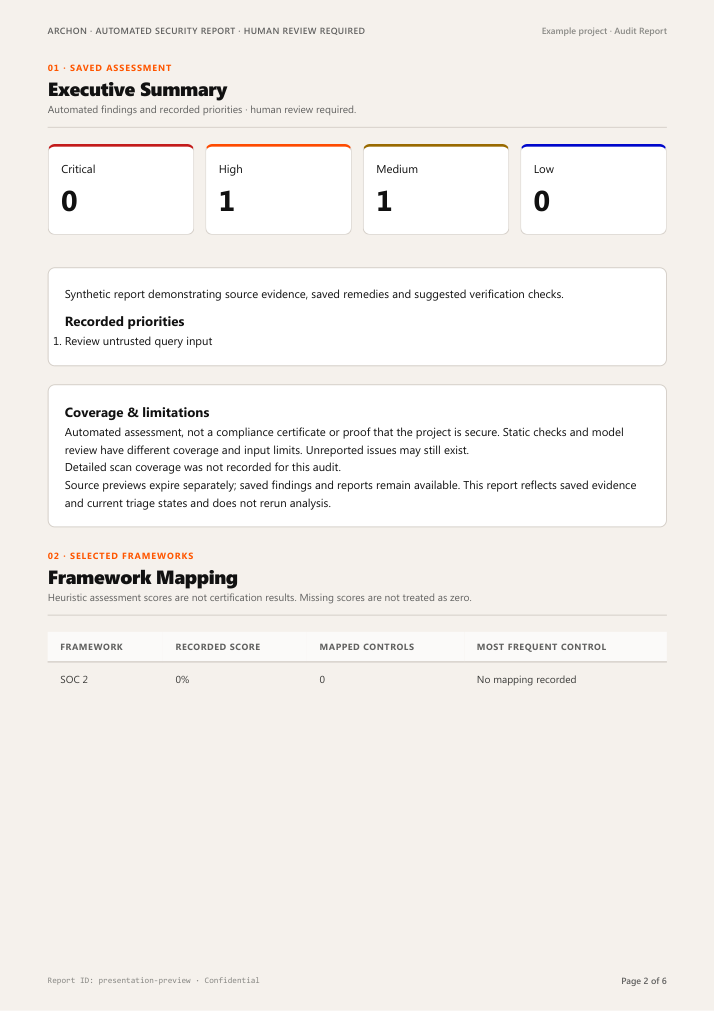 ARCHON · AUTOMATED SECURITY REPORT · HUMAN REVIEW REQUIRED
Example project · Audit Report
01 · SAVED ASSESSMENT
Executive Summary
Automated findings and recorded priorities · human review required.
Critical
0
High
1
Medium
1
Low
0
Synthetic report demonstrating source evidence, saved remedies and suggested verification checks.
Recorded priorities
1. Review untrusted query input
Coverage & limitations
Automated assessment, not a compliance certificate or proof that the project is secure. Static checks and model
review have different coverage and input limits. Unreported issues may still exist.
Detailed scan coverage was not recorded for this audit.
Source previews expire separately; saved findings and reports remain available. This report reflects saved evidence
and current triage states and does not rerun analysis.
02 · SELECTED FRAMEWORKS
Framework Mapping
Heuristic assessment scores are not certification results. Missing scores are not treated as zero.
FRAMEWORK RECORDED SCORE MAPPED CONTROLS MOST FREQUENT CONTROL
SOC 2 0% 0 No mapping recorded
Report ID: presentation-preview · Confidential
Page 2 of 6